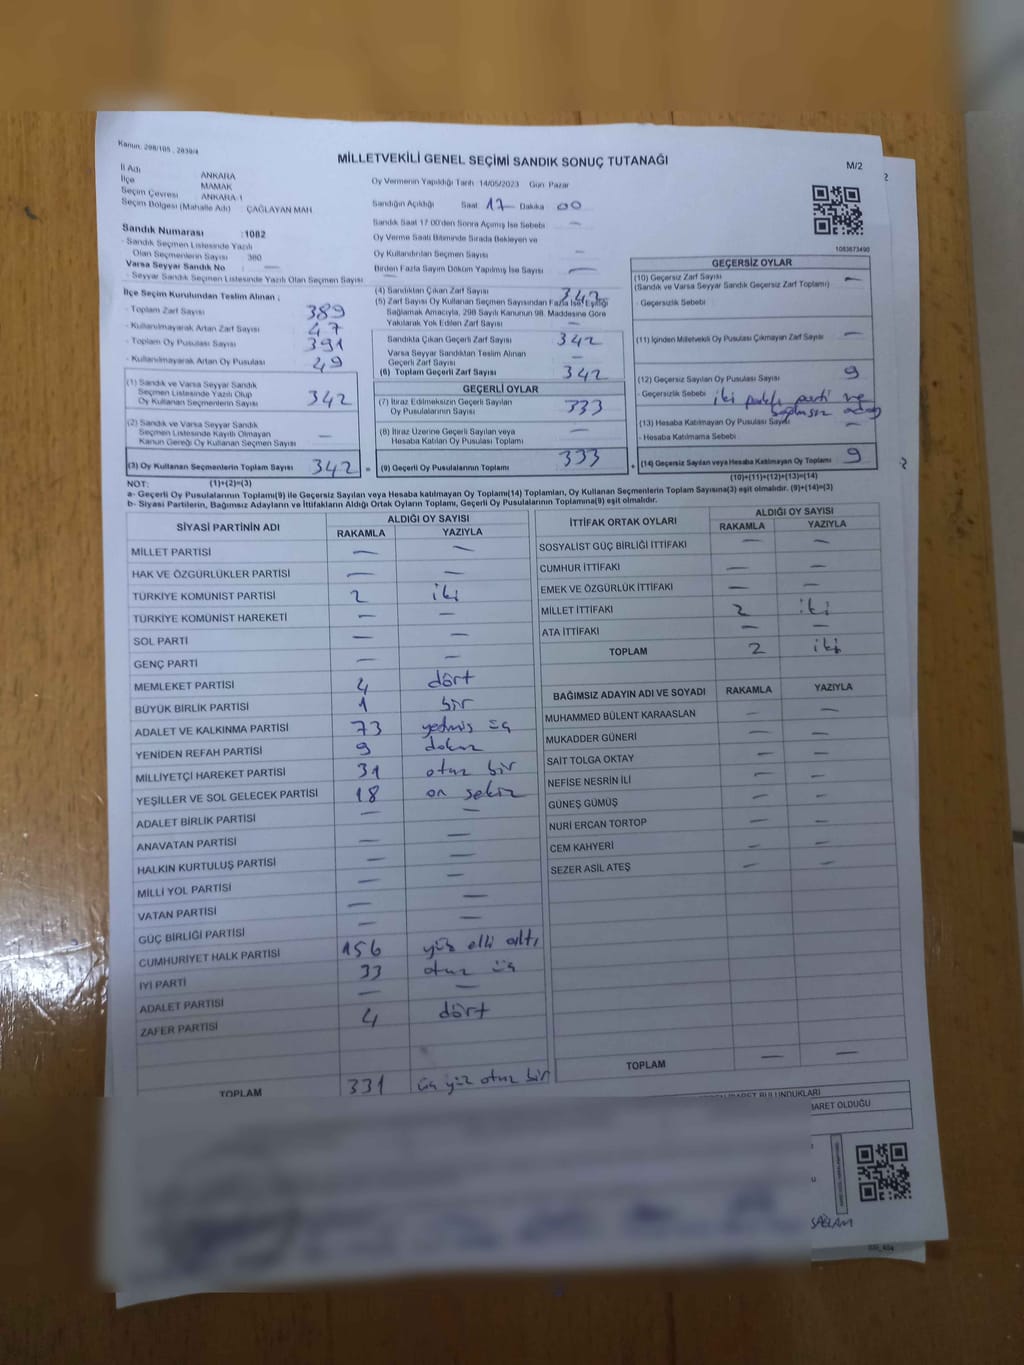 Kanun: 298/105 , 2839/4
MİLLETVEKİLİ GENEL SEÇİMİ SANDIK SONUÇ TUTANAĞI
M/2
2
İl Adı ANKARA
İlçe MAMAK
Seçim Çevresi ANKARA 1
Seçim Bölgesi (Mahalle Adı) ÇAĞLAYAN MAH
Oy Vermenin Yapıldığı Tarih 14/05/2023 Gün Pazar
Sandığın Açıldığı Saat 17 Dakika 00
Sandık Saat 17:00'den Sonra Açılmış İse Sebebi —
Oy Verme Saati Bitiminde Sırada Bekleyen ve
Oy Kullandırılan Seçmen Sayısı —
Birden Fazla Sayım Döküm Yapılmış İse Sayısı —
1083673490
Sandık Numarası :1082
- Sandık Seçmen Listesinde Yazılı
Olan Seçmenlerin Sayısı 380
Varsa Seyyar Sandık No : —
- Seyyar Sandık Seçmen Listesinde Yazılı Olan Seçmen Sayısı —
İlçe Seçim Kurulundan Teslim Alınan ;
- Toplam Zarf Sayısı 389
- Kullanılmayarak Artan Zarf Sayısı 47
- Toplam Oy Pusulası Sayısı 391
- Kullanılmayarak Artan Oy Pusulası 49
(1) Sandık ve Varsa Seyyar Sandık
Seçmen Listesinde Yazılı Olup
Oy Kullanan Seçmenlerin Sayısı 342
(2) Sandık ve Varsa Seyyar Sandık
Seçmen Listesinde Kayıtlı Olmayan
Kanun Gereği Oy Kullanan Seçmen Sayısı —
(3) Oy Kullanan Seçmenlerin Toplam Sayısı 342 =
(4) Sandıktan Çıkan Zarf Sayısı 342
(5) Zarf Sayısı Oy Kullanan Seçmen Sayısından Fazla İse, Eşitliği
Sağlamak Amacıyla, 298 Sayılı Kanunun 98. Maddesine Göre
Yakılarak Yok Edilen Zarf Sayısı —
Sandıkta Çıkan Geçerli Zarf Sayısı 342
Varsa Seyyar Sandıktan Teslim Alınan
Geçerli Zarf Sayısı —
(6) Toplam Geçerli Zarf Sayısı 342
GEÇERLİ OYLAR
(7) İtiraz Edilmeksizin Geçerli Sayılan
Oy Pusulalarının Sayısı 333
(8) İtiraz Üzerine Geçerli Sayılan veya
Hesaba Katılan Oy Pusulası Toplamı —
(9) Geçerli Oy Pusulalarının Toplamı 333 +
GEÇERSİZ OYLAR
(10) Geçersiz Zarf Sayısı
(Sandık ve Varsa Seyyar Sandık Geçersiz Zarf Toplamı) —
- Geçersizlik Sebebi
(11) İçinden Milletvekili Oy Pusulası Çıkmayan Zarf Sayısı —
(12) Geçersiz Sayılan Oy Pusulası Sayısı 9
- Geçersizlik Sebebi iki parti ve
(13) Hesaba Katılmayan Oy Pusulası Sayısı —
- Hesaba Katılmama Sebebi
(14) Geçersiz Sayılan veya Hesaba Katılmayan Oy Toplamı 9
NOT: (1)+(2)=(3)
(10)+(11)+(12)+(13)=(14)
a- Geçerli Oy Pusulalarının Toplamı(9) ile Geçersiz Sayılan veya Hesaba katılmayan Oy Toplamı(14) Toplamları, Oy Kullanan Seçmenlerin Toplam Sayısına(3) eşit olmalıdır. (9)+(14)=(3)
b- Siyasi Partilerin, Bağımsız Adayların ve İttifakların Aldığı Ortak Oyların Toplamı, Geçerli Oy Pusulalarının Toplamına(9) eşit olmalıdır.
SİYASİ PARTİNİN ADI ALDIĞI OY SAYISI
RAKAMLA YAZIYLA
MİLLET PARTİSİ — —
HAK VE ÖZGÜRLÜKLER PARTİSİ — —
TÜRKİYE KOMÜNİST PARTİSİ 2 iki
TÜRKİYE KOMÜNİST HAREKETİ — —
SOL PARTİ — —
GENÇ PARTİ — —
MEMLEKET PARTİSİ 4 dört
BÜYÜK BİRLİK PARTİSİ 1 bir
ADALET VE KALKINMA PARTİSİ 73 yetmiş üç
YENİDEN REFAH PARTİSİ 9 dokuz
MİLLİYETÇİ HAREKET PARTİSİ 31 otuz bir
YEŞİLLER VE SOL GELECEK PARTİSİ 18 on sekiz
ADALET BİRLİK PARTİSİ — —
ANAVATAN PARTİSİ — —
HALKIN KURTULUŞ PARTİSİ — —
MİLLİ YOL PARTİSİ — —
VATAN PARTİSİ — —
GÜÇ BİRLİĞİ PARTİSİ — —
CUMHURİYET HALK PARTİSİ 156 yüz elli altı
İYİ PARTİ 33 otuz üç
ADALET PARTİSİ — —
ZAFER PARTİSİ 4 dört
TOPLAM 331 üç yüz otuz bir
İTTİFAK ORTAK OYLARI ALDIĞI OY SAYISI
RAKAMLA YAZIYLA
SOSYALİST GÜÇ BİRLİĞİ İTTİFAKI — —
CUMHUR İTTİFAKI — —
EMEK VE ÖZGÜRLÜK İTTİFAKI — —
MİLLET İTTİFAKI 2 iki
ATA İTTİFAKI — —
TOPLAM 2 iki
BAĞIMSIZ ADAYIN ADI VE SOYADI RAKAMLA YAZIYLA
MUHAMMED BÜLENT KARAASLAN — —
MUKADDER GÜNERİ — —
SAİT TOLGA OKTAY — —
NEFİSE NESRİN İLİ — —
GÜNEŞ GÜMÜŞ — —
NURİ ERCAN TORTOP — —
CEM KAHYERİ — —
SEZER ASİL ATEŞ — —
TOPLAM — —
BULUNDUKLARI
İBARET OLDUĞU
SAĞLAM